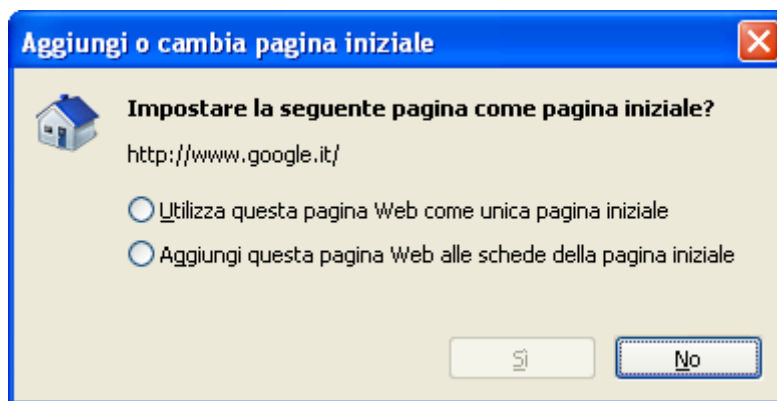 Aggiungi o cambia pagina iniziale
Impostare la seguente pagina come pagina iniziale?
http://www.google.it/
Utilizza questa pagina Web come unica pagina iniziale
Aggiungi questa pagina Web alle schede della pagina iniziale
Sì No